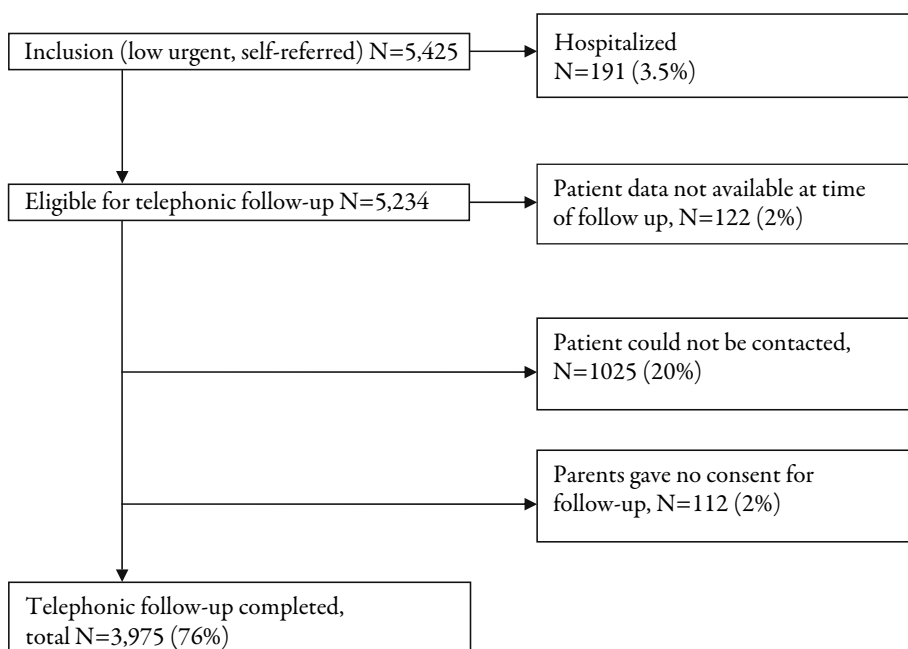 Inclusion (low urgent, self-referred) N=5,425
Hospitalized
N=191 (3.5%)
Eligible for telephonic follow-up N=5,234
Patient data not available at time
of follow up, N=122 (2%)
Patient could not be contacted,
N=1025 (20%)
Parents gave no consent for
follow-up, N=112 (2%)
Telephonic follow-up completed,
total N=3,975 (76%)